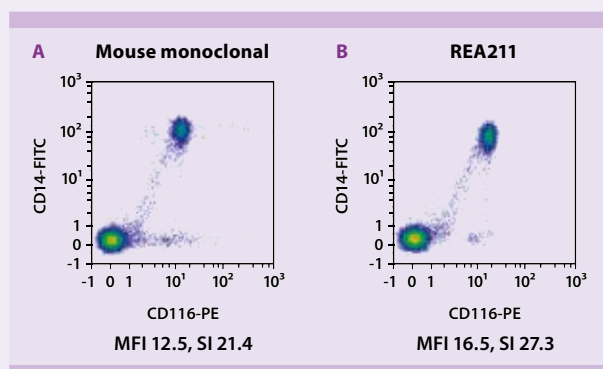 A Mouse monoclonal
B REA211
10³
10²
10¹
1
0
-1
CD14-FITC
-1 0 1 10¹ 10² 10³
CD116-PE
MFI 12.5, SI 21.4
10³
10²
10¹
1
0
-1
CD14-FITC
-1 0 1 10¹ 10² 10³
CD116-PE
MFI 16.5, SI 27.3